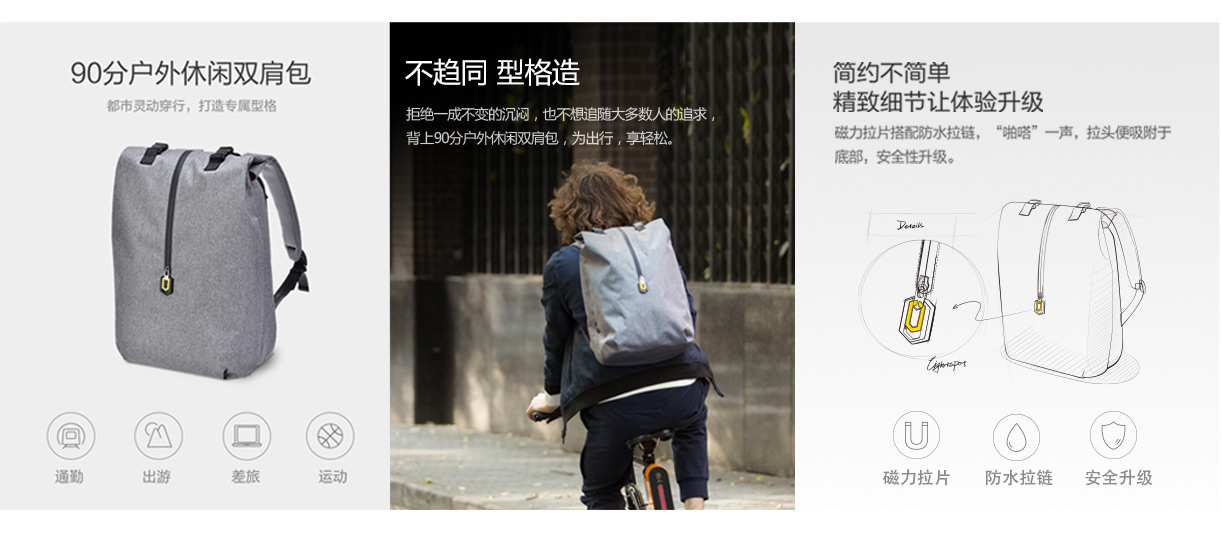 90分户外休闲双肩包
都市灵动穿行，打造专属型格
通勤
出游
差旅
运动
不趋同 型格造
拒绝一成不变的沉闷，也不想追随大多数人的追求，
背上90分户外休闲双肩包，为出行，享轻松。
简约不简单
精致细节让体验升级
磁力拉片搭配防水拉链，“啪嗒”一声，拉头便吸附于
底部，安全性升级。
磁力拉片
防水拉链
安全升级